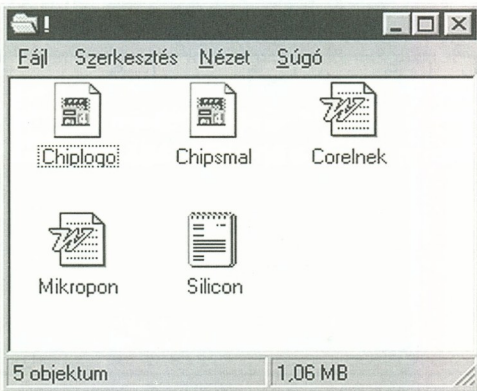 !
Fájl Szerkesztés Nézet Súgó
Chiplogo Chipsmal Corelnek
Mikropon Silicon
5 objektum 1,06 MB